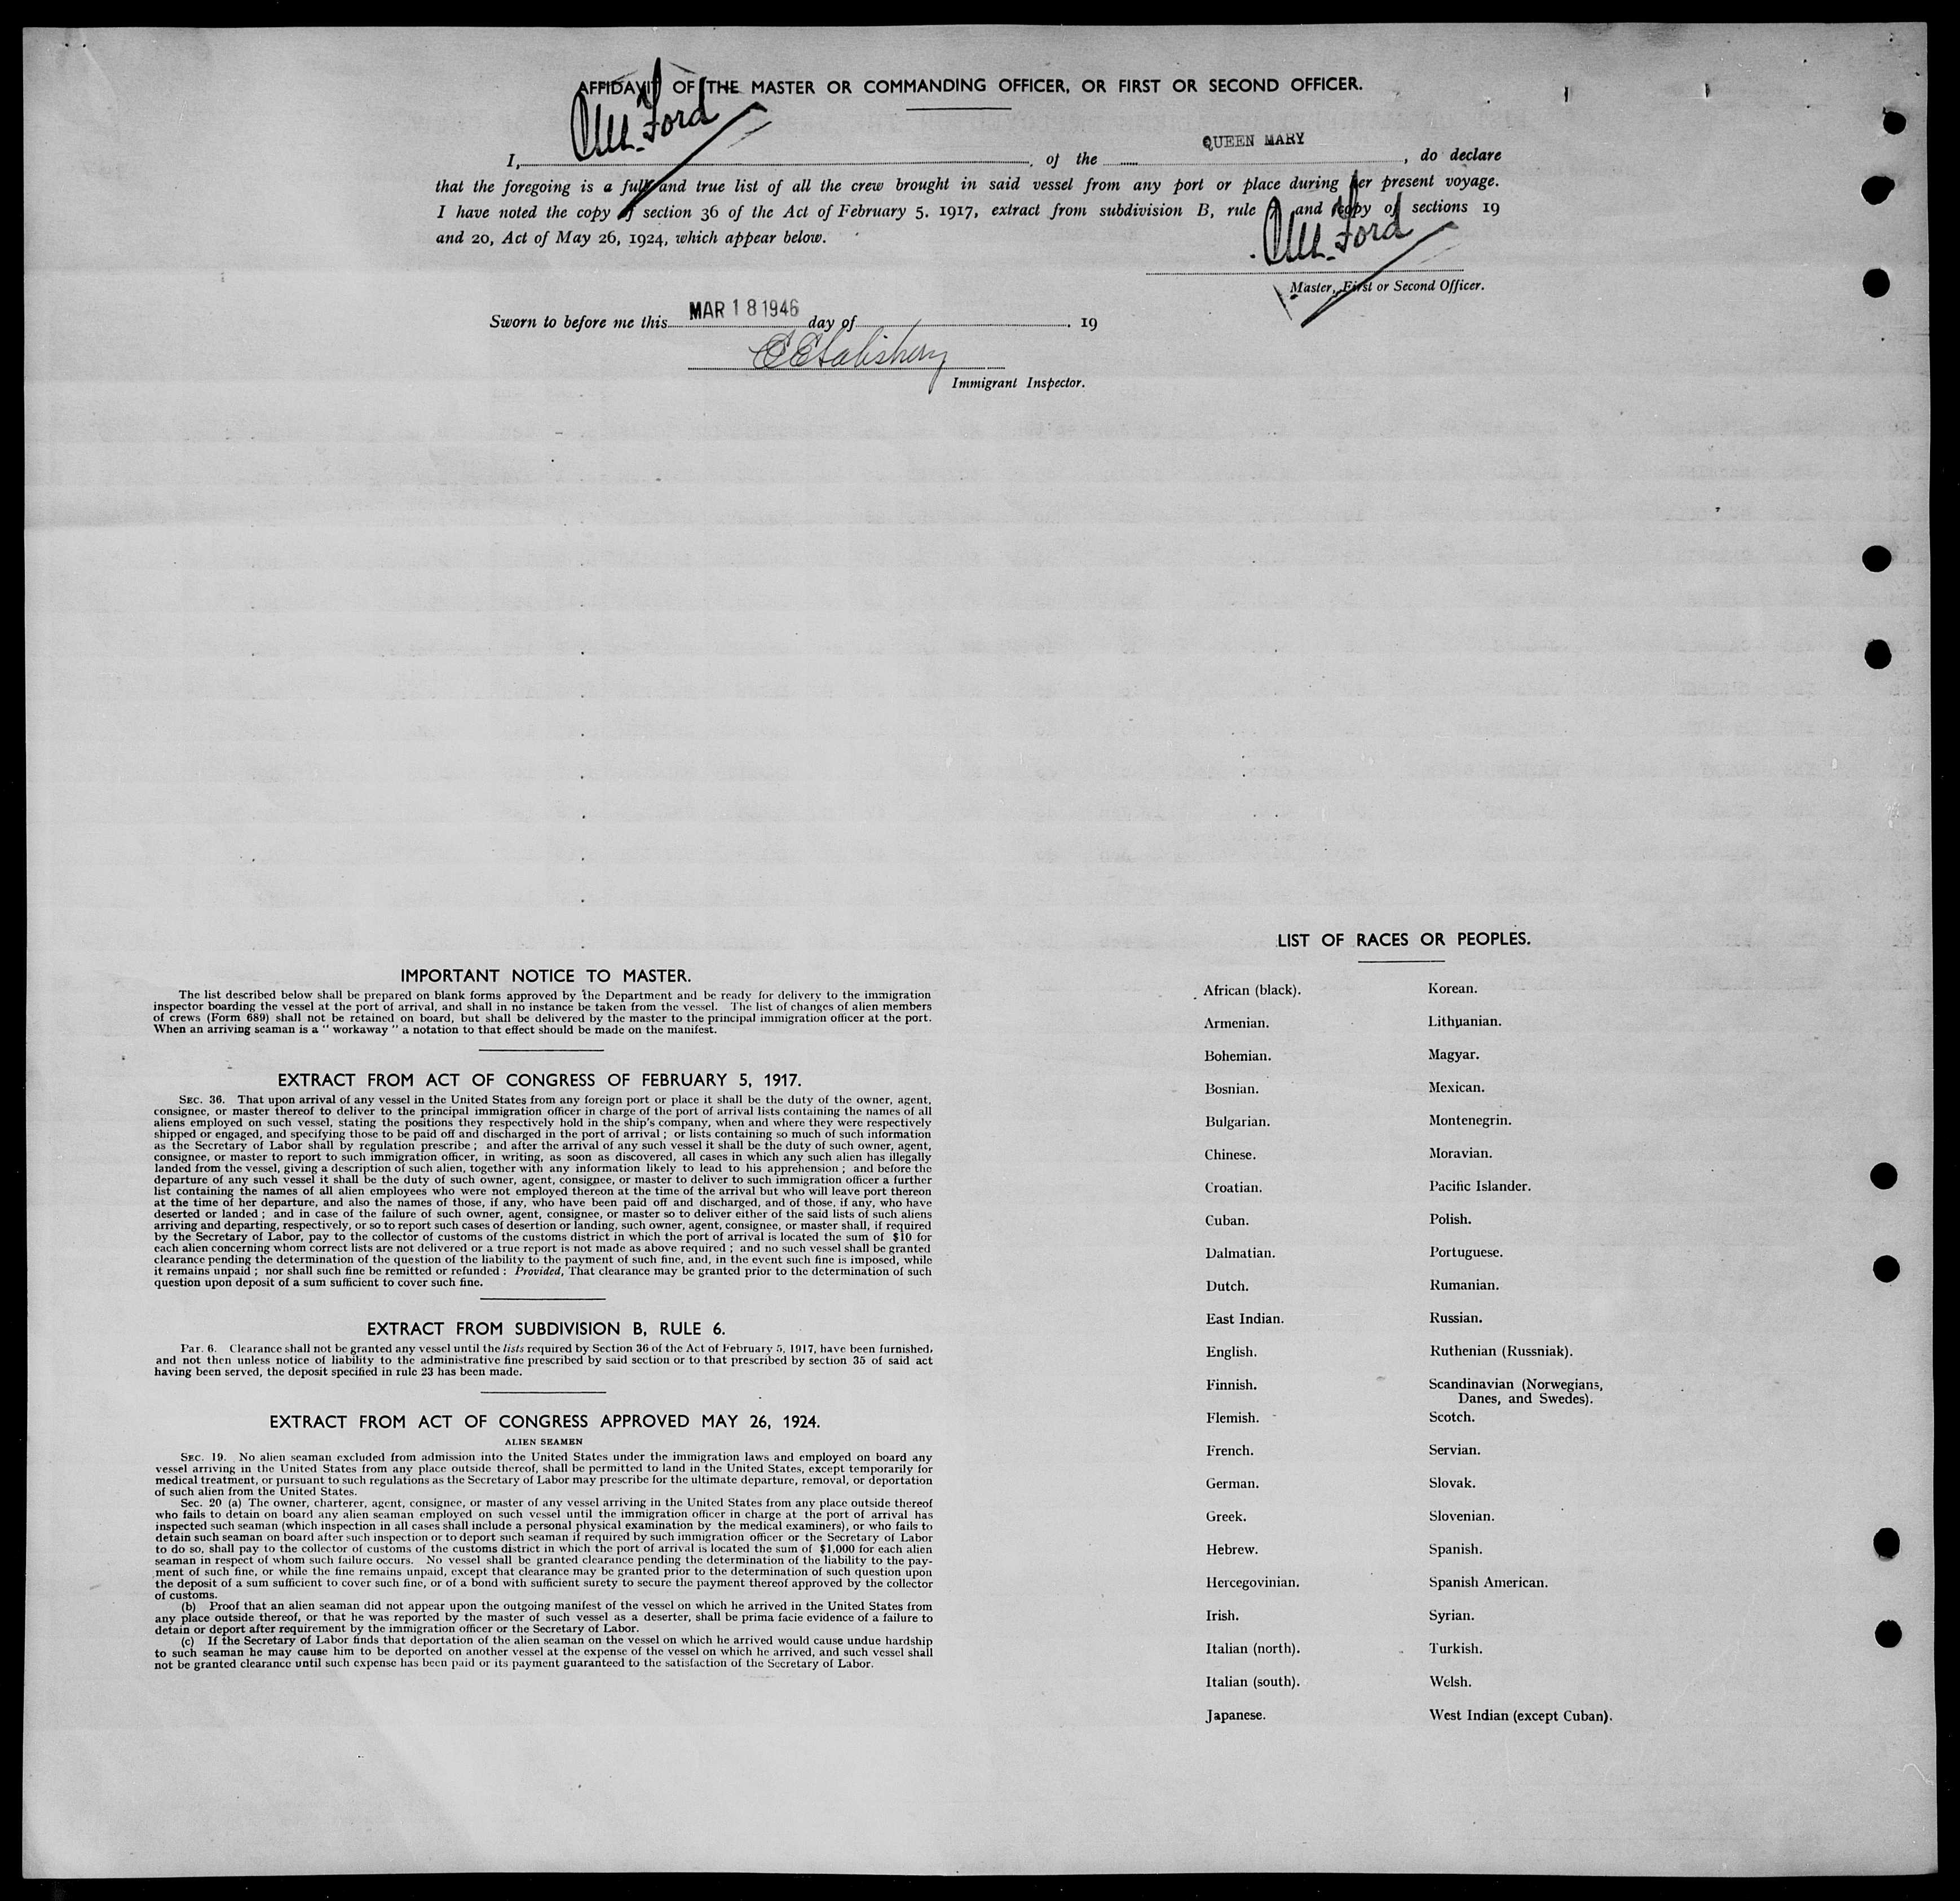 AFFIDAVIT OF THE MASTER OR COMMANDING OFFICER, OR FIRST OR SECOND OFFICER.
I, Ford, of the QUEEN MARY, do declare
that the foregoing is a full and true list of all the crew brought in said vessel from any port or place during her present voyage.
I have noted the copy of section 36 of the Act of February 5, 1917, extract from subdivision B, rule and copy of sections 19
and 20, Act of May 26, 1924, which appear below.
Ford
Master, First or Second Officer.
Sworn to before me this MAR 18 1946 day of 19
Immigrant Inspector.
IMPORTANT NOTICE TO MASTER.
The list described below shall be prepared on blank forms approved by the Department and be ready for delivery to the immigration
inspector boarding the vessel at the port of arrival, and shall in no instance be taken from the vessel. The list of changes of alien members
of crews (Form 689) shall not be retained on board, but shall be delivered by the master to the principal immigration officer at the port.
When an arriving seaman is a " workaway " a notation to that effect should be made on the manifest.
EXTRACT FROM ACT OF CONGRESS OF FEBRUARY 5, 1917.
SEC. 36. That upon arrival of any vessel in the United States from any foreign port or place it shall be the duty of the owner, agent,
consignee, or master thereof to deliver to the principal immigration officer in charge of the port of arrival lists containing the names of all
aliens employed on such vessel, stating the positions they respectively hold in the ship's company, when and where they were respectively
shipped or engaged, and specifying those to be paid off and discharged in the port of arrival ; or lists containing so much of such information
as the Secretary of Labor shall by regulation prescribe ; and after the arrival of any such vessel it shall be the duty of such owner, agent,
consignee, or master to report to such immigration officer, in writing, as soon as discovered, all cases in which any such alien has illegally
landed from the vessel, giving a description of such alien, together with any information likely to lead to his apprehension ; and before the
departure of any such vessel it shall be the duty of such owner, agent, consignee, or master to deliver to such immigration officer a further
list containing the names of all alien employees who were not employed thereon at the time of the arrival but who will leave port thereon
at the time of her departure, and also the names of those, if any, who have been paid off and discharged, and of those, if any, who have
deserted or landed ; and in case of the failure of such owner, agent, consignee, or master so to deliver either of the said lists of such aliens
arriving and departing, respectively, or so to report such cases of desertion or landing, such owner, agent, consignee, or master shall, if required
by the Secretary of Labor, pay to the collector of customs of the customs district in which the port of arrival is located the sum of $10 for
each alien concerning whom correct lists are not delivered or a true report is not made as above required ; and no such vessel shall be granted
clearance pending the determination of the question of the liability to the payment of such fine, and, in the event such fine is imposed, while
it remains unpaid ; nor shall such fine be remitted or refunded : Provided, That clearance may be granted prior to the determination of such
question upon deposit of a sum sufficient to cover such fine.
EXTRACT FROM SUBDIVISION B, RULE 6.
Par. 6. Clearance shall not be granted any vessel until the lists required by Section 36 of the Act of February 5, 1917, have been furnished,
and not then unless notice of liability to the administrative fine prescribed by said section or to that prescribed by section 35 of said act
having been served, the deposit specified in rule 23 has been made.
EXTRACT FROM ACT OF CONGRESS APPROVED MAY 26, 1924.
ALIEN SEAMEN
SEC. 19. No alien seaman excluded from admission into the United States under the immigration laws and employed on board any
vessel arriving in the United States from any place outside thereof, shall be permitted to land in the United States, except temporarily for
medical treatment, or pursuant to such regulations as the Secretary of Labor may prescribe for the ultimate departure, removal, or deportation
of such alien from the United States.
Sec. 20 (a) The owner, charterer, agent, consignee, or master of any vessel arriving in the United States from any place outside thereof
who fails to detain on board any alien seaman employed on such vessel until the immigration officer in charge at the port of arrival has
inspected such seaman (which inspection in all cases shall include a personal physical examination by the medical examiners), or who fails to
detain such seaman on board after such inspection or to deport such seaman if required by such immigration officer or the Secretary of Labor
to do so, shall pay to the collector of customs of the customs district in which the port of arrival is located the sum of $1,000 for each alien
seaman in respect of whom such failure occurs. No vessel shall be granted clearance pending the determination of the liability to the pay-
ment of such fine, or while the fine remains unpaid, except that clearance may be granted prior to the determination of such question upon
the deposit of a sum sufficient to cover such fine, or of a bond with sufficient surety to secure the payment thereof approved by the collector
of customs.
(b) Proof that an alien seaman did not appear upon the outgoing manifest of the vessel on which he arrived in the United States from
any place outside thereof, or that he was reported by the master of such vessel as a deserter, shall be prima facie evidence of a failure to
detain or deport after requirement by the immigration officer or the Secretary of Labor.
(c) If the Secretary of Labor finds that deportation of the alien seaman on the vessel on which he arrived would cause undue hardship
to such seaman he may cause him to be deported on another vessel at the expense of the vessel on which he arrived, and such vessel shall
not be granted clearance until such expense has been paid or its payment guaranteed to the satisfaction of the Secretary of Labor.
LIST OF RACES OR PEOPLES.
African (black). Korean.
Armenian. Lithuanian.
Bohemian. Magyar.
Bosnian. Mexican.
Bulgarian. Montenegrin.
Chinese. Moravian.
Croatian. Pacific Islander.
Cuban. Polish.
Dalmatian. Portuguese.
Dutch. Rumanian.
East Indian. Russian.
English. Ruthenian (Russniak).
Finnish. Scandinavian (Norwegians,
Danes, and Swedes).
Flemish. Scotch.
French. Servian.
German. Slovak.
Greek. Slovenian.
Hebrew. Spanish.
Hercegovinian. Spanish American.
Irish. Syrian.
Italian (north). Turkish.
Italian (south). Welsh.
Japanese. West Indian (except Cuban).